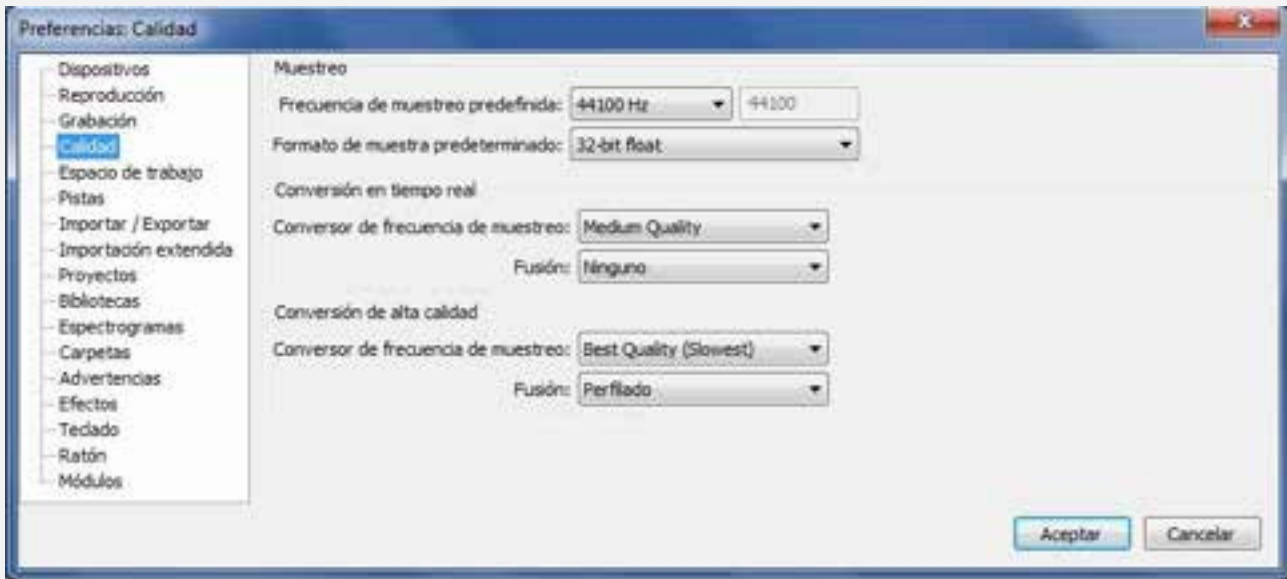 Preferencias: Calidad
Dispositivos
Reproducción
Grabación
Calidad
Espacio de trabajo
Pistas
Importar / Exportar
Importación extendida
Proyectos
Bibliotecas
Espectrogramas
Carpetas
Advertencias
Efectos
Teclado
Ratón
Módulos
Muestreo
Frecuencia de muestreo predefinida: 44100 Hz 44100
Formato de muestra predeterminado: 32-bit float
Conversión en tiempo real
Conversor de frecuencia de muestreo: Medium Quality
Fusión: Ninguno
Conversión de alta calidad
Conversor de frecuencia de muestreo: Best Quality (Slowest)
Fusión: Perfilado
Aceptar Cancelar